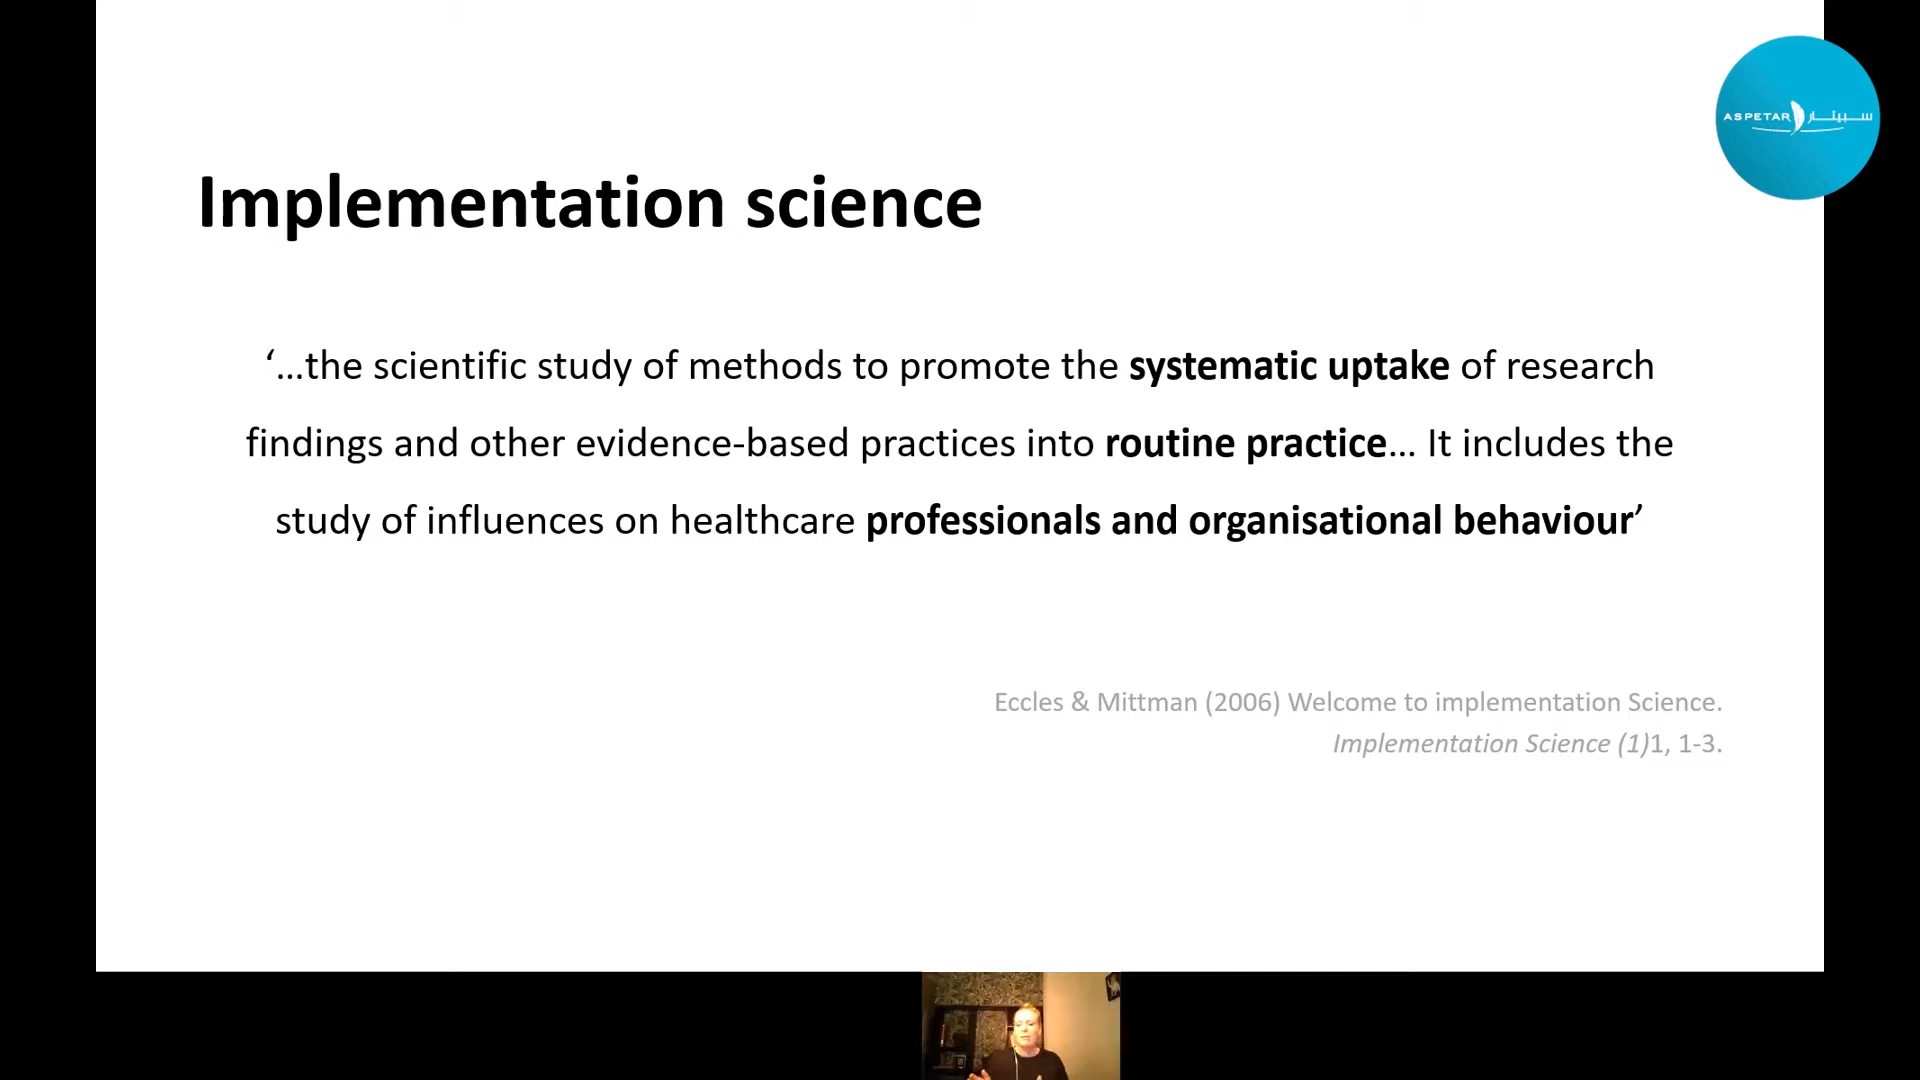 ASPETAR سبيتار
Implementation science
‘…the scientific study of methods to promote the systematic uptake of research
findings and other evidence-based practices into routine practice… It includes the
study of influences on healthcare professionals and organisational behaviour’
Eccles & Mittman (2006) Welcome to implementation Science.
Implementation Science (1)1, 1-3.